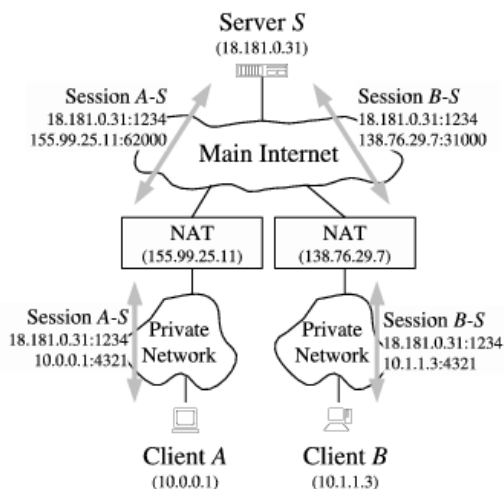 Server S
(18.181.0.31)
Session A-S
18.181.0.31:1234
155.99.25.11:62000
Session B-S
18.181.0.31:1234
138.76.29.7:31000
Main Internet
NAT
(155.99.25.11)
NAT
(138.76.29.7)
Session A-S
18.181.0.31:1234
10.0.0.1:4321
Private
Network
Private
Network
Session B-S
18.181.0.31:1234
10.1.1.3:4321
Client A
(10.0.0.1)
Client B
(10.1.1.3)